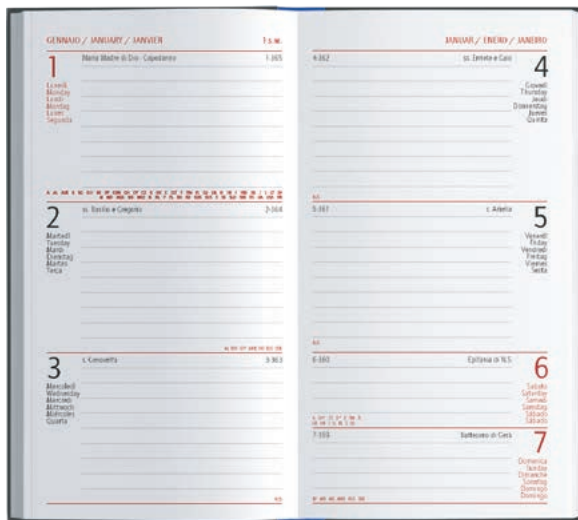 GENNAIO / JANUARY / JANVIER
1 s.w.
1
Maria Madre di Dio - Capodanno
1-365
Lunedì
Monday
Lundi
Montag
Lunes
Segunda
2
ss. Basilio e Gregorio
2-364
Martedì
Tuesday
Mardi
Dienstag
Martes
Terça
3
s. Genoveffa
3-363
Mercoledì
Wednesday
Mercredi
Mittwoch
Miércoles
Quarta
JANUAR / ENERO / JANEIRO
4-362
ss. Ermete e Caio
4
Giovedì
Thursday
Jeudi
Donnerstag
Jueves
Quinta
5-361
s. Amelia
5
Venerdì
Friday
Vendredi
Freitag
Viernes
Sexta
6-360
Epifania di N.S.
6
Sabato
Saturday
Samedi
Samstag
Sábado
Sábado
7-359
Battesimo di Gesù
7
Domenica
Sunday
Dimanche
Sonntag
Domingo
Domingo